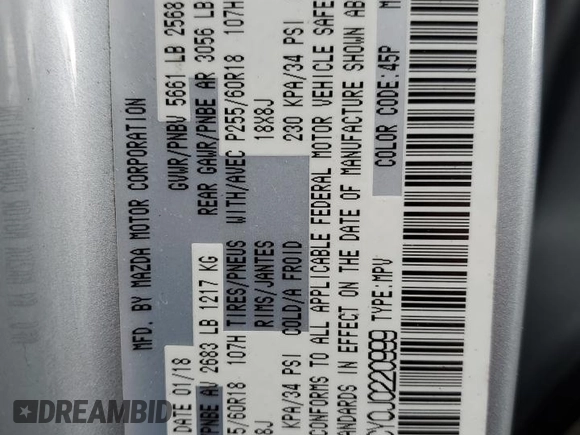 MFD. BY MAZDA MOTOR CORPORATION
DATE 01/18 GVWR/PNBV 5661 LB 2568
PNBE AV 2683 LB 1217 KG REAR GAWR/PNBE AR 3056 LB
5/60R18 107H TIRES/PNEUS WITH/AVEC P255/60R18 107H
18X8J RIMS/JANTES 18X8J
KPA/34 PSI COLD/A FROID 230 KPA/34 PSI
CONFORMS TO ALL APPLICABLE FEDERAL MOTOR VEHICLE SAFE
STANDARDS IN EFFECT ON THE DATE OF MANUFACTURE SHOWN AB
CY0J0220999 TYPE: MPV COLOR CODE: 45P M
DREAMBID